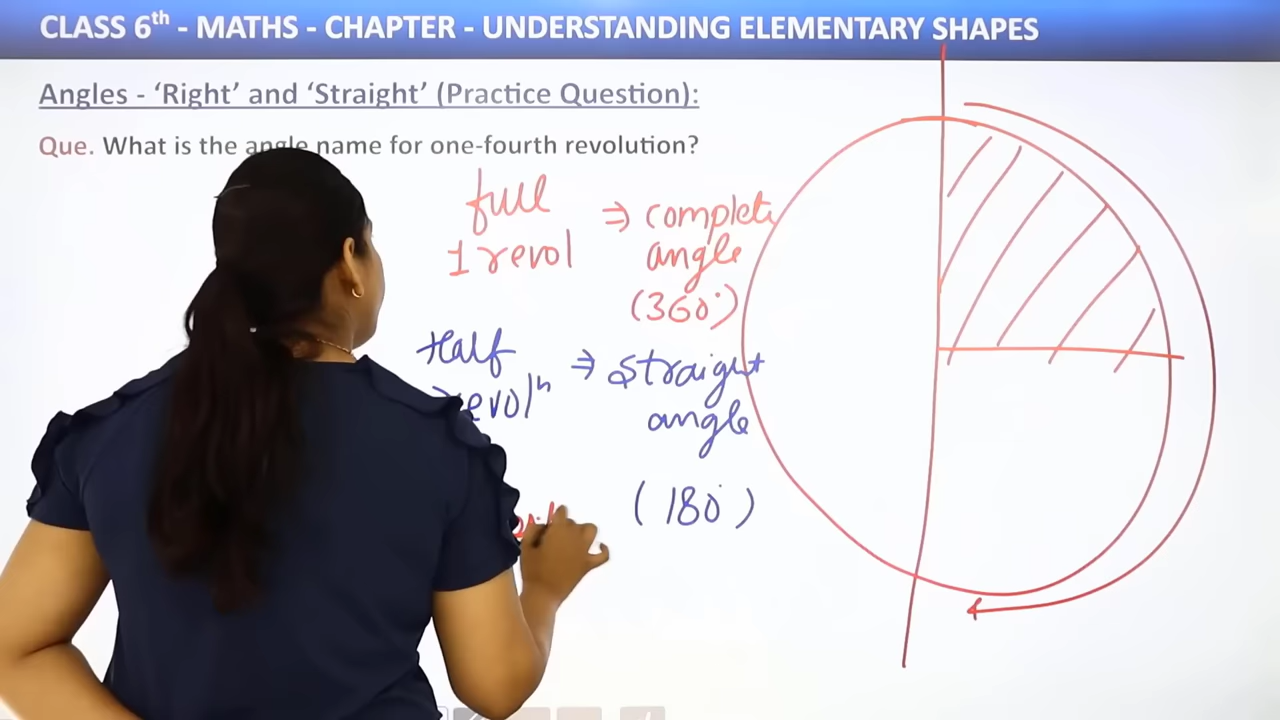 CLASS 6th - MATHS - CHAPTER - UNDERSTANDING ELEMENTARY SHAPES
Angles - ‘Right’ and ‘Straight’ (Practice Question):
Que. What is the angle name for one-fourth revolution?
full
1 revol ⇒ complete
angle
(360°)
Half
revolⁿ ⇒ straight
angle
(180°)